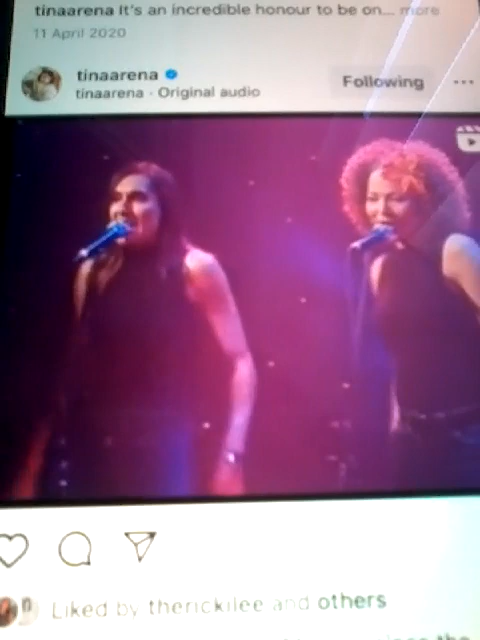 tinaarena It's an incredible honour to be on... more
11 April 2020
tinaarena
Following
tinaarena · Original audio
Liked by therickilee and others
the